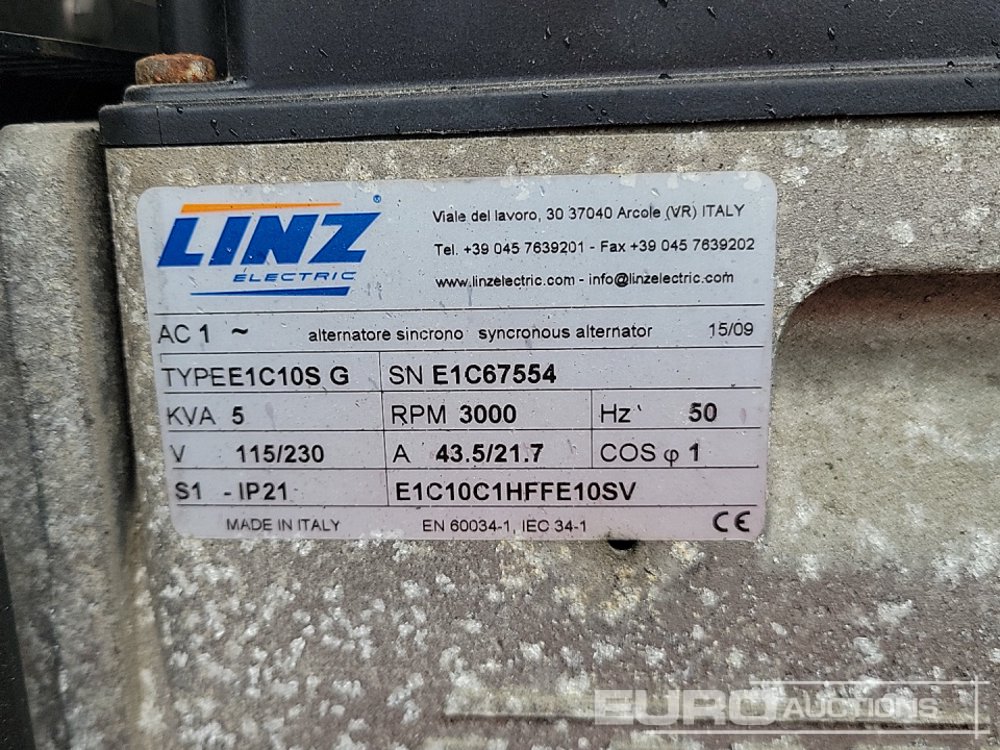 LINZ®
ELECTRIC
Viale del lavoro, 30 37040 Arcole (VR) ITALY
Tel. +39 045 7639201 - Fax +39 045 7639202
www.linzelectric.com - info@linzelectric.com
AC 1 ~ alternatore sincrono syncronous alternator 15/09
TYPE E1C10S G SN E1C67554
KVA 5 RPM 3000 Hz 50
V 115/230 A 43.5/21.7 COS φ 1
S1 - IP21 E1C10C1HFFE10SV
MADE IN ITALY EN 60034-1, IEC 34-1 CE
EURO AUCTIONS